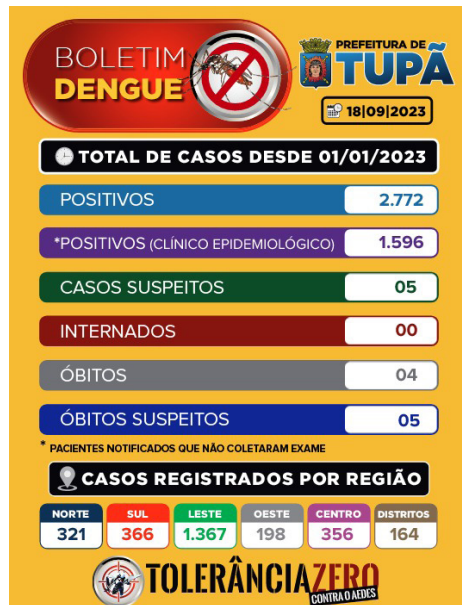 BOLETIM
DENGUE
PREFEITURA DE
TUPÃ
18|09|2023
TOTAL DE CASOS DESDE 01/01/2023
POSITIVOS 2.772
*POSITIVOS (CLÍNICO EPIDEMIOLÓGICO) 1.596
CASOS SUSPEITOS 05
INTERNADOS 00
ÓBITOS 04
ÓBITOS SUSPEITOS 05
* PACIENTES NOTIFICADOS QUE NÃO COLETARAM EXAME
CASOS REGISTRADOS POR REGIÃO
NORTE SUL LESTE OESTE CENTRO DISTRITOS
321 366 1.367 198 356 164
TOLERÂNCIA ZERO
CONTRA O AEDES